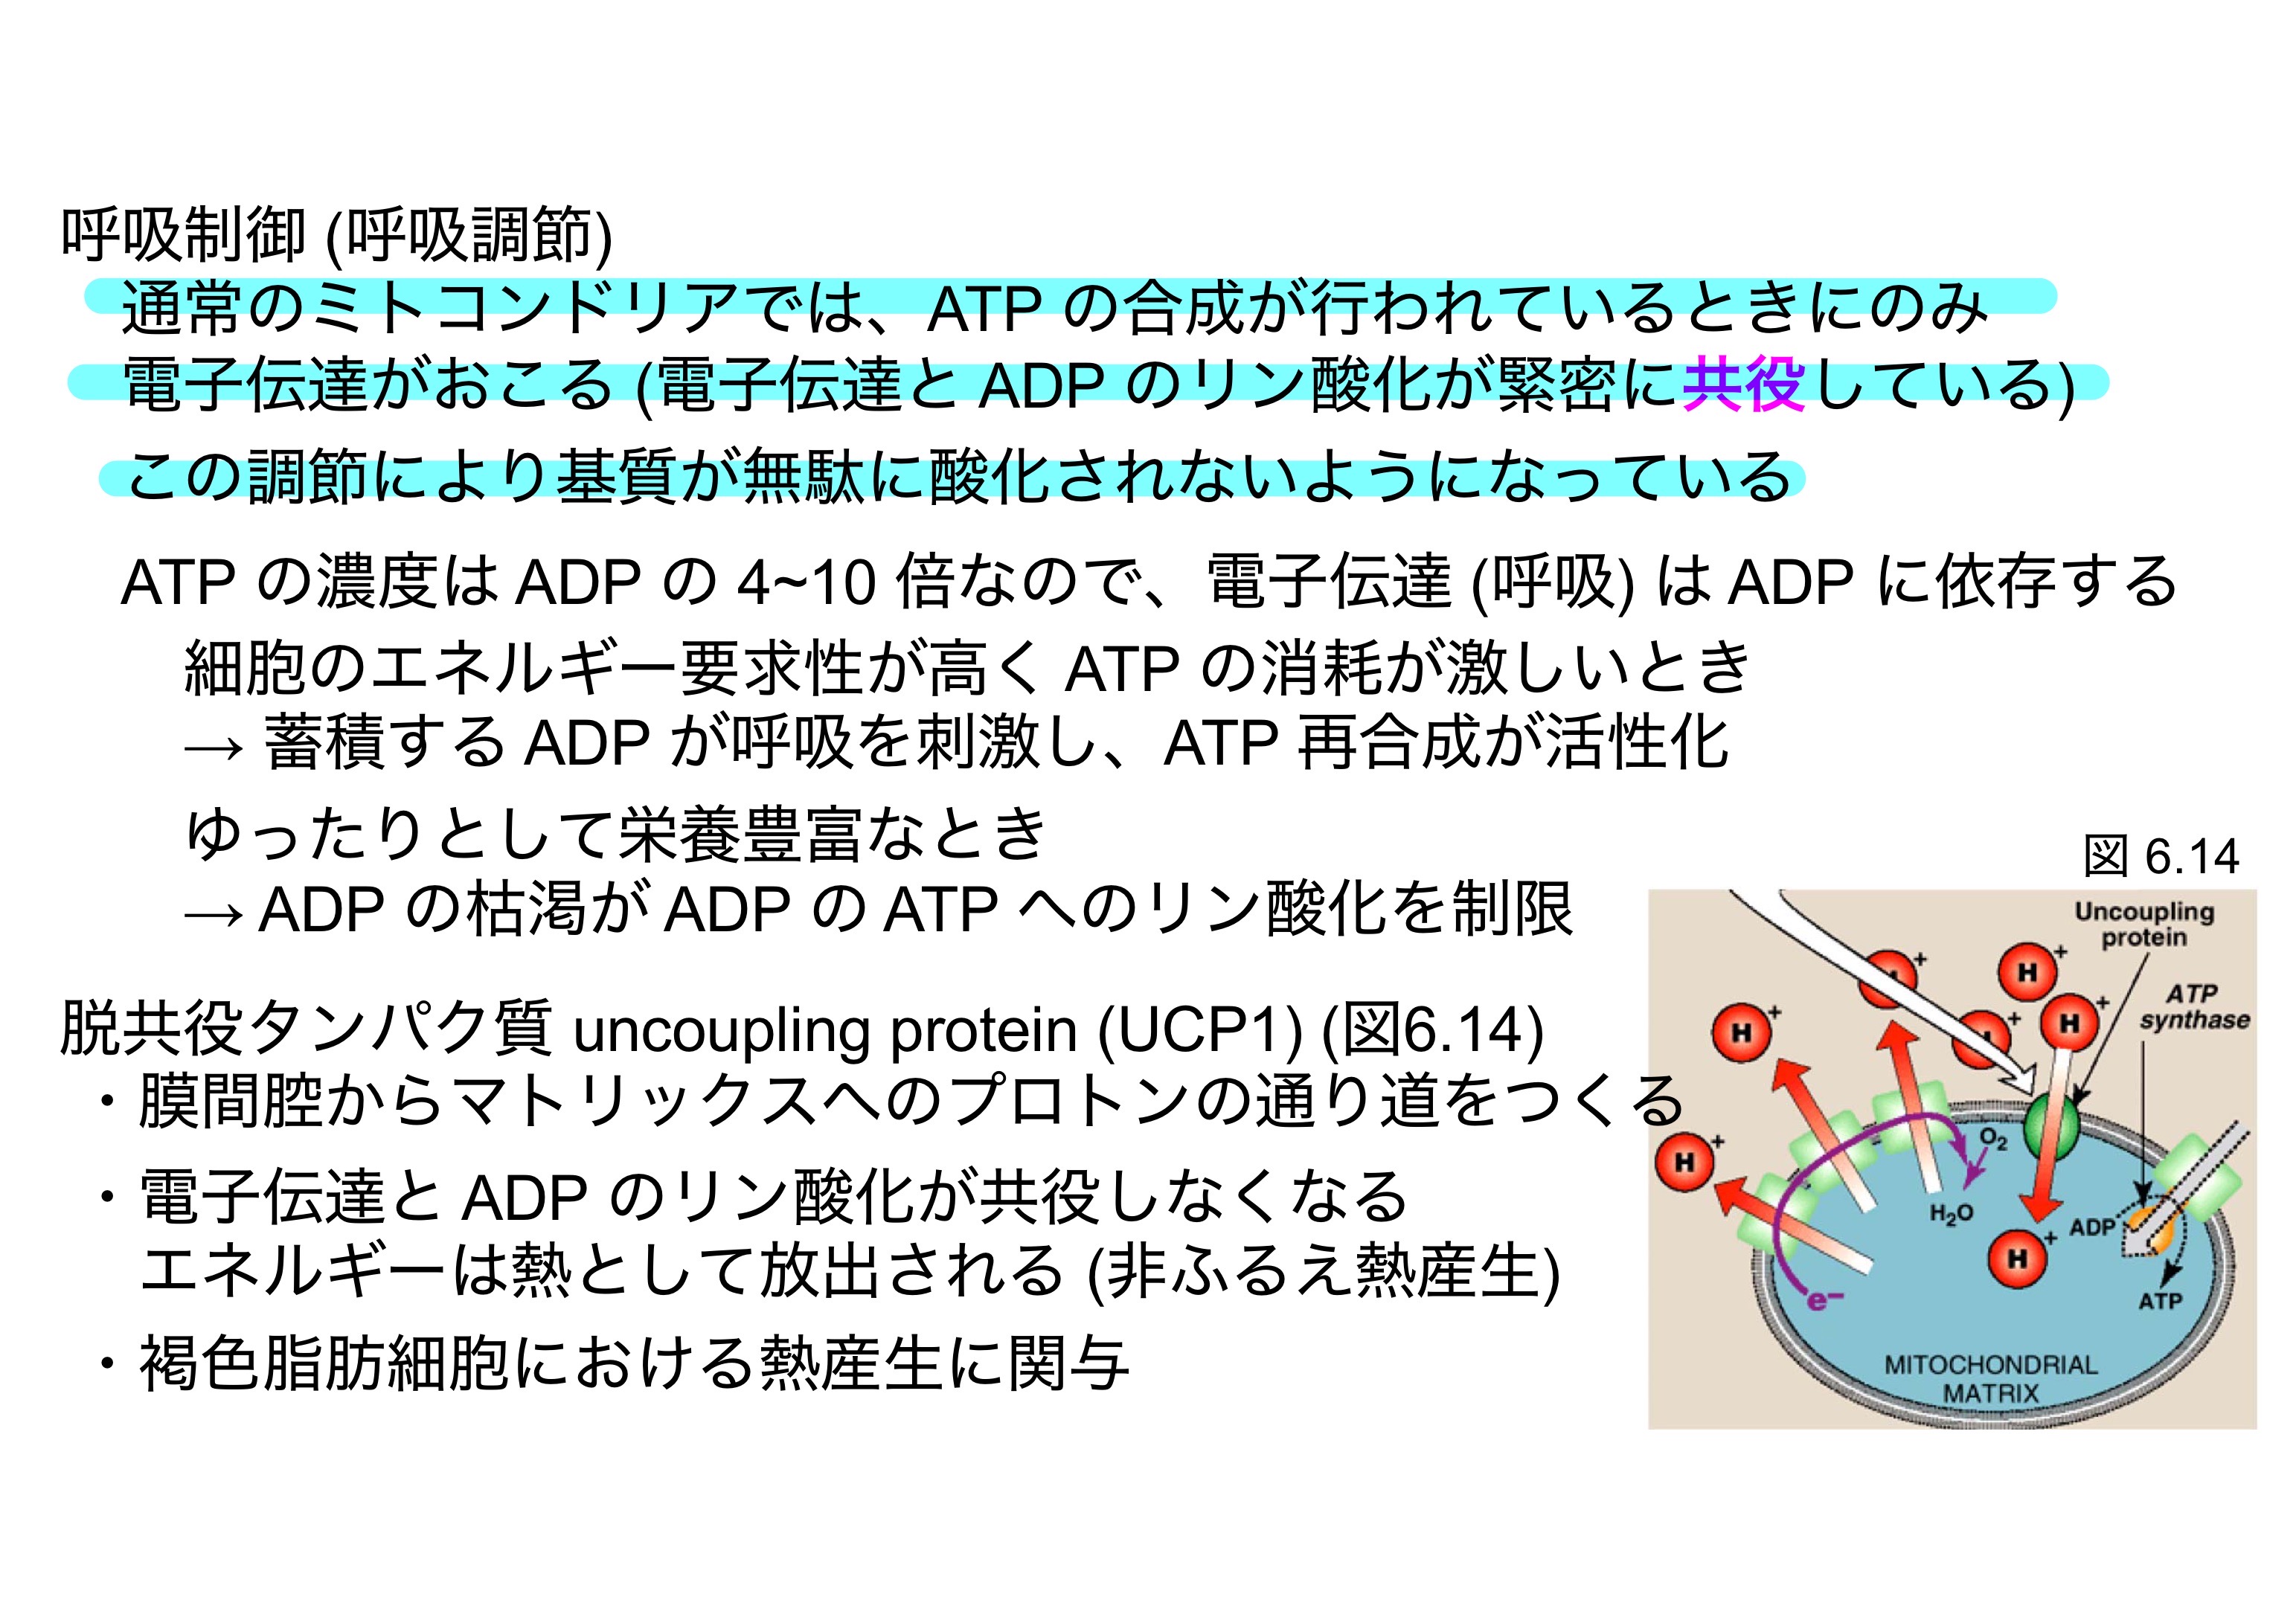 呼吸制御 (呼吸調節)
通常のミトコンドリアでは、ATP の合成が行われているときにのみ
電子伝達がおこる (電子伝達と ADP のリン酸化が緊密に共役している)
この調節により基質が無駄に酸化されないようになっている
ATP の濃度は ADP の 4~10 倍なので、電子伝達 (呼吸) は ADP に依存する
細胞のエネルギー要求性が高く ATP の消耗が激しいとき
→ 蓄積する ADP が呼吸を刺激し、ATP 再合成が活性化
ゆったりとして栄養豊富なとき
→ ADP の枯渇が ADP の ATP へのリン酸化を制限
脱共役タンパク質 uncoupling protein (UCP1) (図6.14)
・膜間腔からマトリックスへのプロトンの通り道をつくる
・電子伝達と ADP のリン酸化が共役しなくなる
エネルギーは熱として放出される (非ふるえ熱産生)
・褐色脂肪細胞における熱産生に関与
図 6.14
Uncoupling
protein
ATP
synthase
H+
H+
H+
H+
+
+
O2
H2O
H+
ADP
ATP
e−
MITOCHONDRIAL
MATRIX